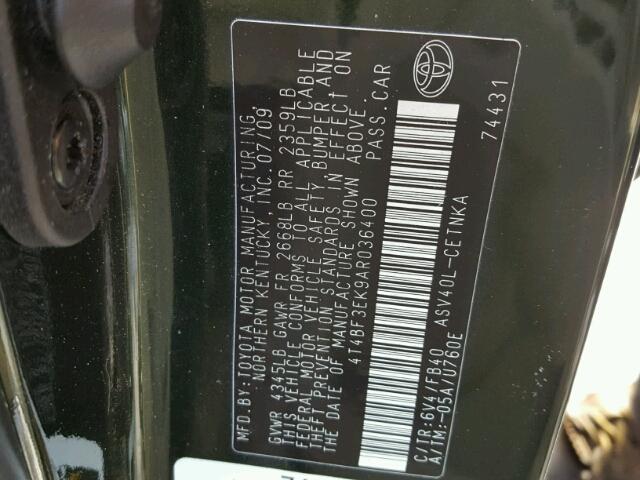 MFD.BY:TOYOTA MOTOR MANUFACTURING,
NORTHERN KENTUCKY, INC. 07/09
GVWR 4345LB GAWR FR 2668LB RR 2359LB
THIS VEHICLE CONFORMS TO ALL APPLICABLE
FEDERAL MOTOR VEHICLE SAFETY, BUMPER, AND
THEFT PREVENTION STANDARDS IN EFFECT ON
THE DATE OF MANUFACTURE SHOWN ABOVE.
4T4BF3EK9AR036400 PASS.CAR
C/TR:6V4/FB40 ASV40L-CETNKA
A/TM:-05A/U760E 74431